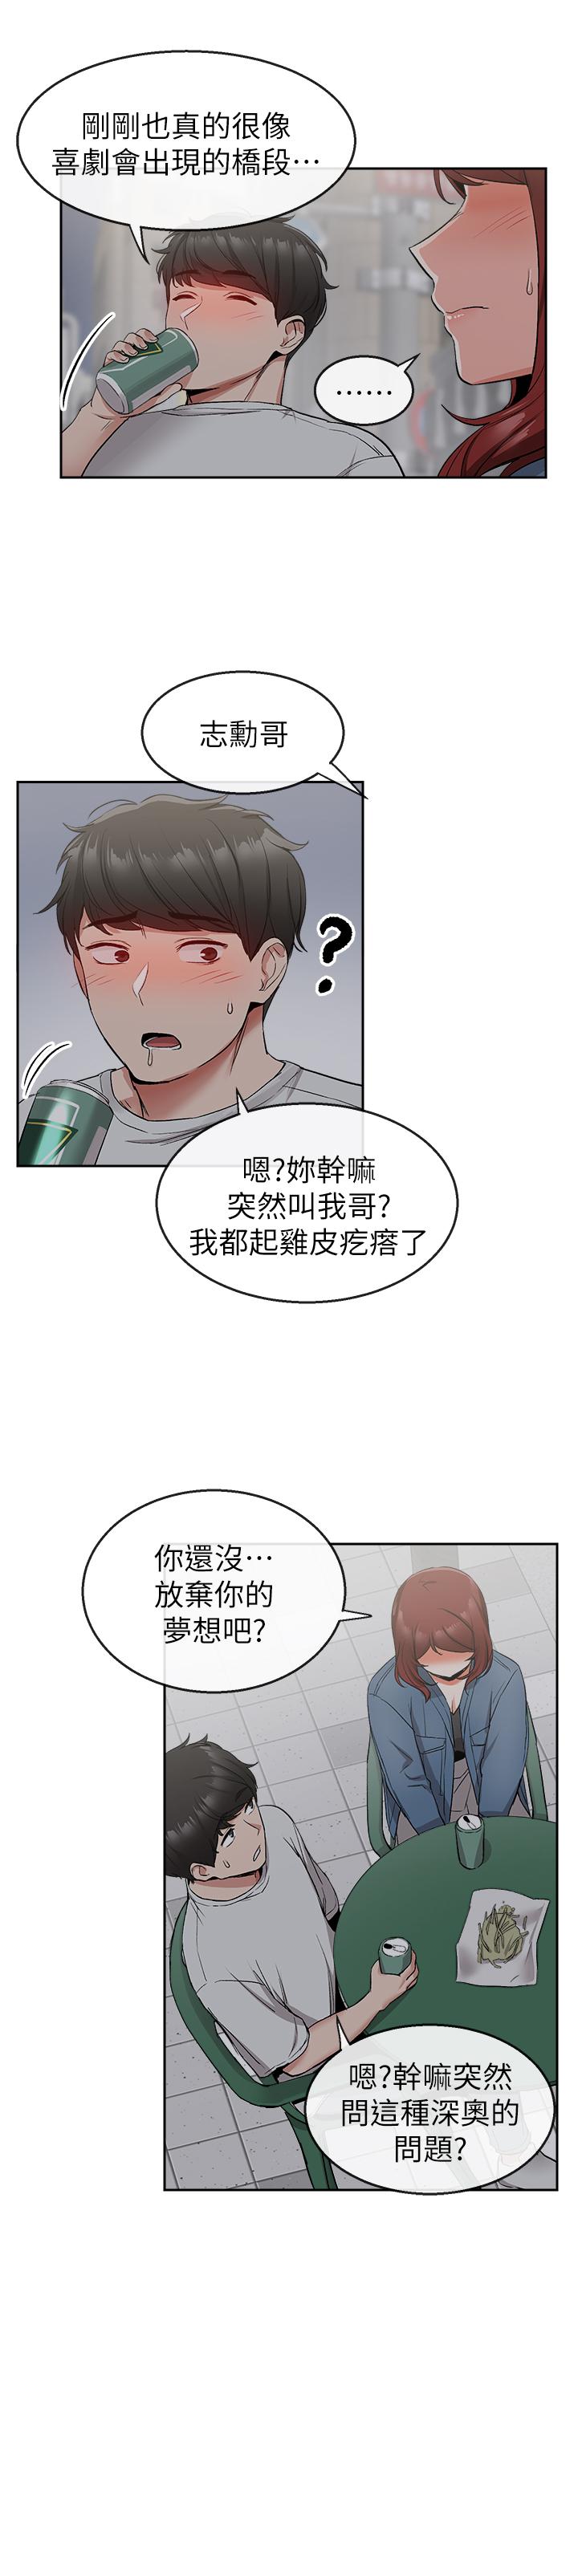 剛剛也真的很像
喜劇會出現的橋段⋯
⋯⋯
志勳哥
?
嗯?妳幹嘛
突然叫我哥?
我都起雞皮疙瘩了
你還沒⋯
放棄你的
夢想吧?
嗯?幹嘛突然
問這種深奧的
問題?